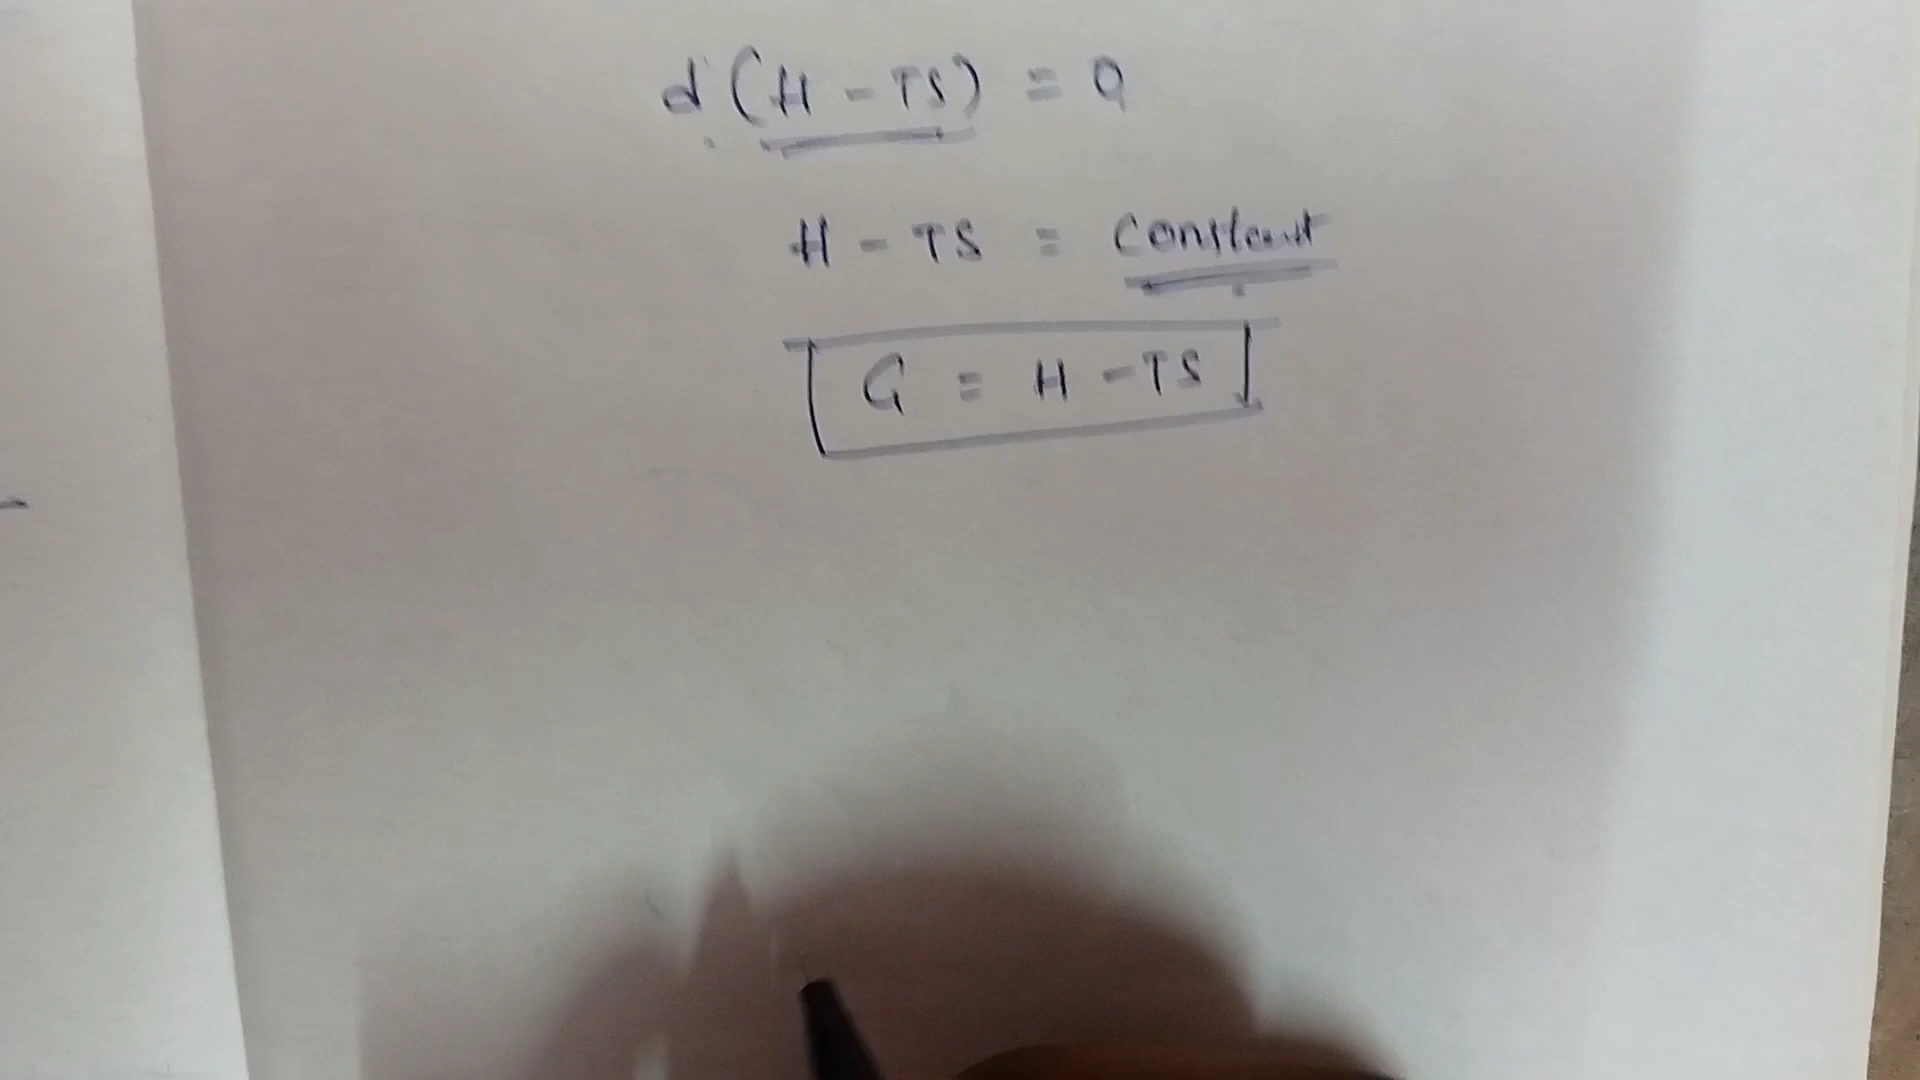 d (H - TS) = 0
H - TS = Constant
G = H - TS